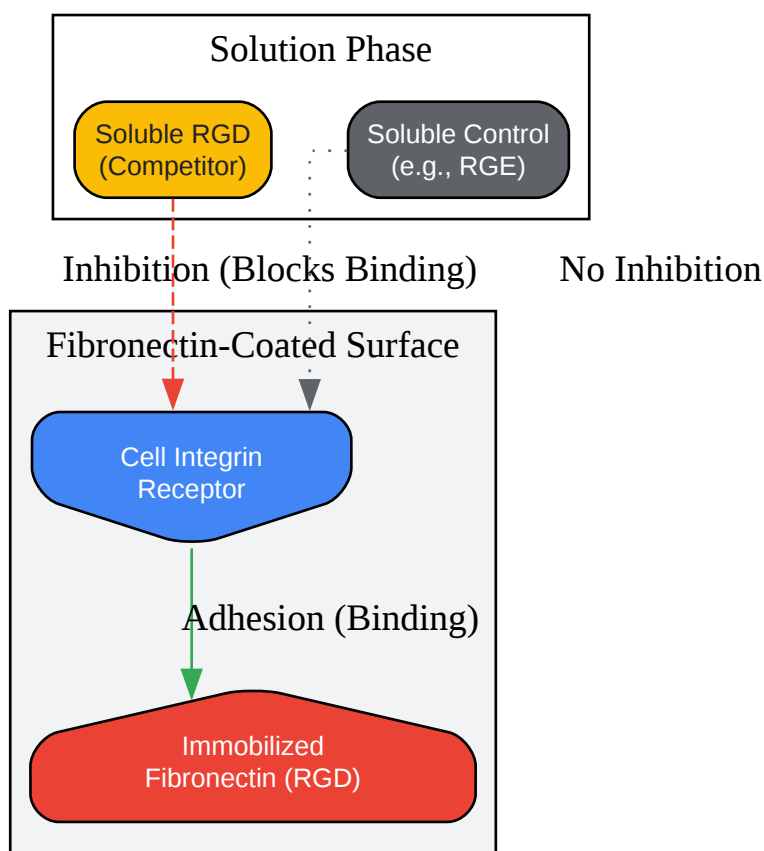 Solution Phase
Soluble RGD
(Competitor)
Soluble Control
(e.g., RGE)
Inhibition (Blocks Binding)
No Inhibition
Fibronectin-Coated Surface
Cell Integrin
Receptor
Adhesion (Binding)
Immobilized
Fibronectin (RGD)